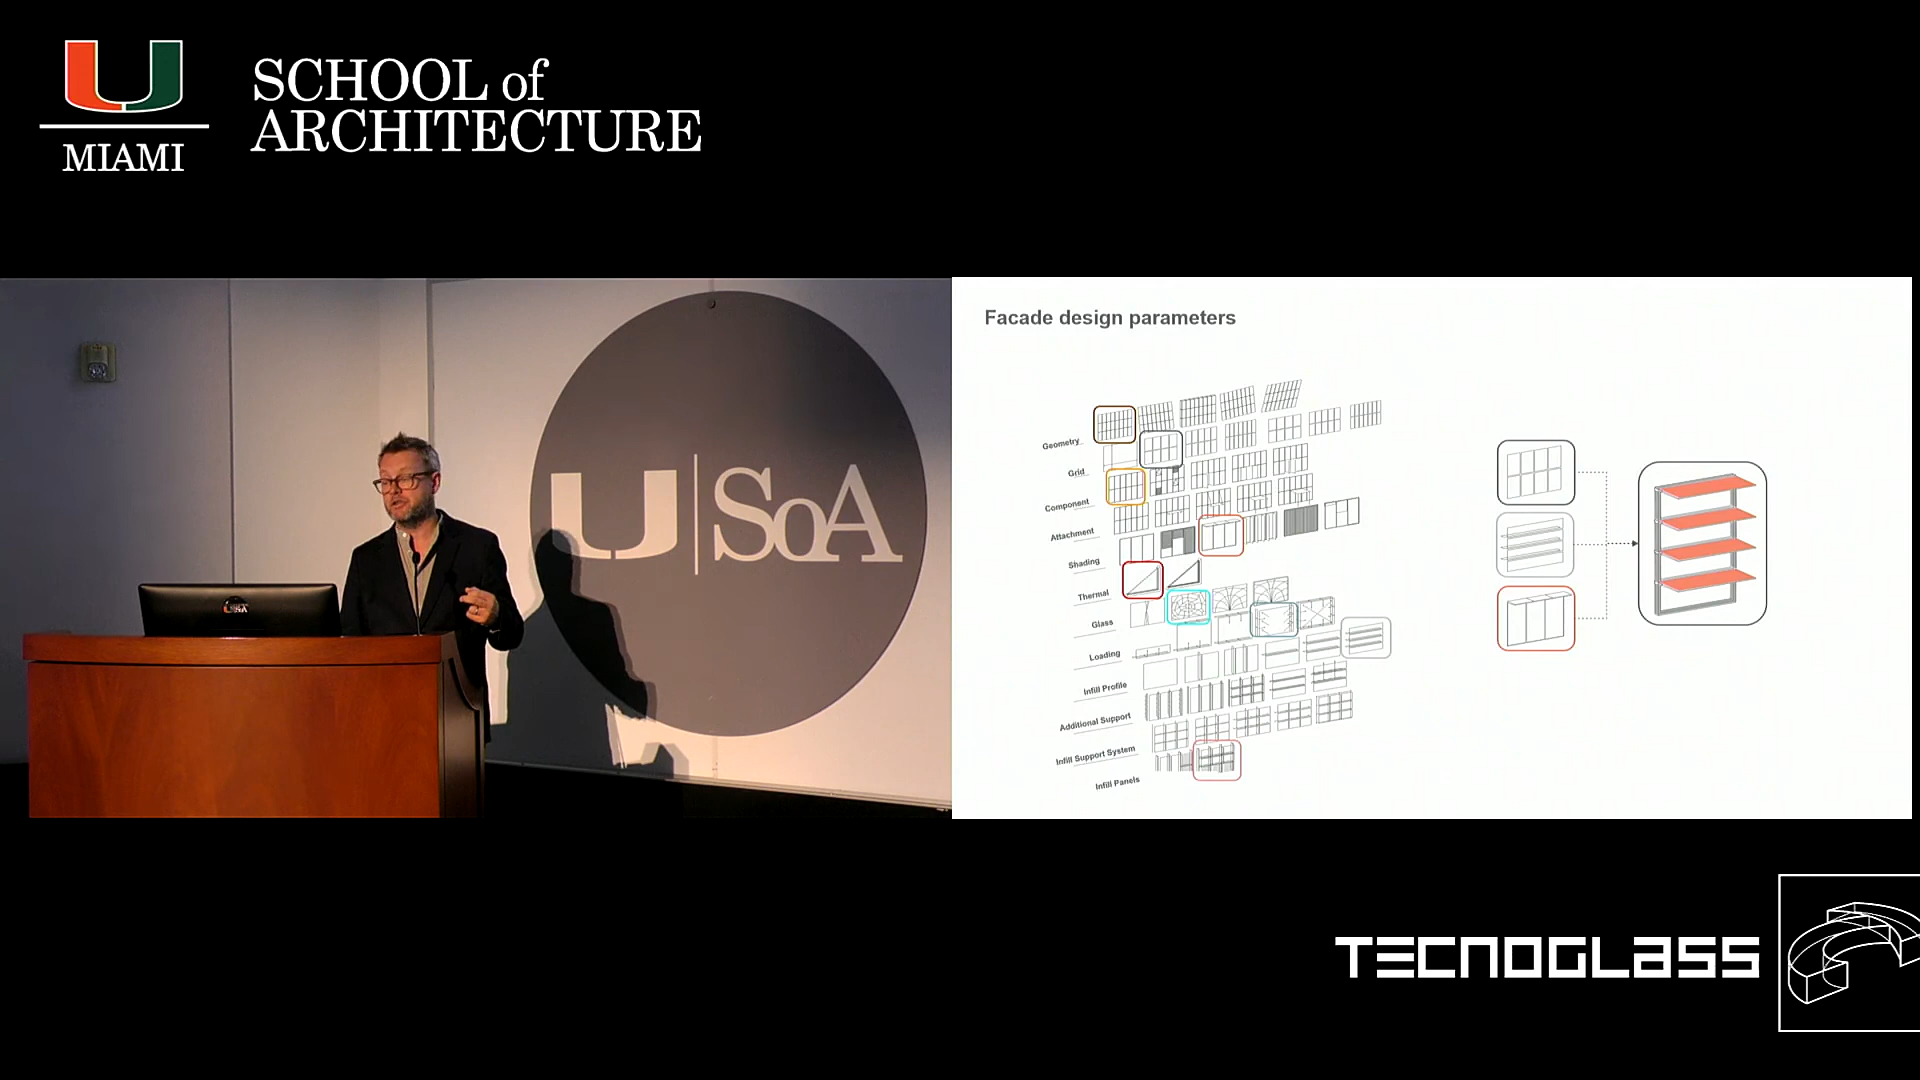 U
MIAMI
SCHOOL of
ARCHITECTURE
U SoA
Facade design parameters
Geometry
Grid
Component
Attachment
Shading
Thermal
Glass
Loading
Infill Profile
Additional Support
Infill Support System
Infill Panels
TECNOGLASS